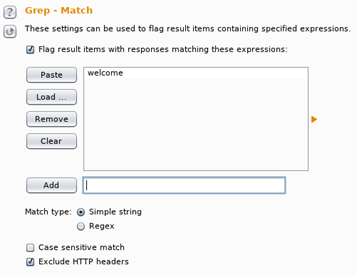 Grep - Match
These settings can be used to flag result items containing specified expressions.
Flag result items with responses matching these expressions:
Paste
welcome
Load ...
Remove
Clear
Add
Match type: Simple string
Regex
Case sensitive match
Exclude HTTP headers